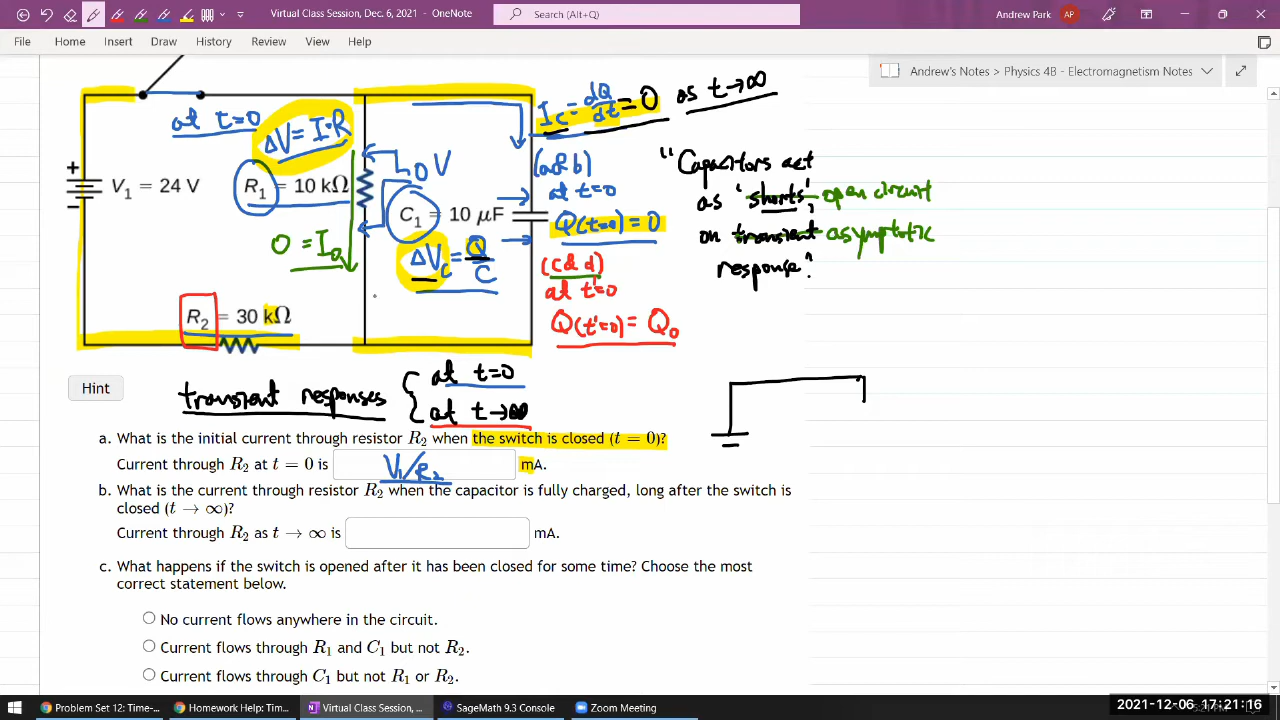 Virtual Class Session, Dec. 6, 2021 - OneNote
Search (Alt+Q)
Andrew Park
AP
File
Home
Insert
Draw
History
Review
View
Help
Andrew's Notes > Physics 4B - Electromagnetism Notes
at t=0
ΔV = I·R
I_C = dQ/dt = 0 as t→∞
V₁ = 24 V
R₁ = 10 kΩ
0 V
C₁ = 10 μF
(a & b)
at t=0
Q(t=0) = 0
"Capacitors act
as 'shorts', open circuit
on transient asymptotic
response."
0 = I₀
ΔV_C = Q/C
(c & d)
at t'=0
Q(t'=0) = Q₀
R₂ = 30 kΩ
Hint
transient responses { at t=0
at t→∞
a. What is the initial current through resistor R₂ when the switch is closed (t = 0)?
Current through R₂ at t = 0 is V₁/R₂ mA.
b. What is the current through resistor R₂ when the capacitor is fully charged, long after the switch is
closed (t → ∞)?
Current through R₂ as t → ∞ is mA.
c. What happens if the switch is opened after it has been closed for some time? Choose the most
correct statement below.
No current flows anywhere in the circuit.
Current flows through R₁ and C₁ but not R₂.
Current flows through C₁ but not R₁ or R₂.
Problem Set 12: Time-...
Homework Help: Tim...
Virtual Class Session,...
SageMath 9.3 Console
Zoom Meeting
2021-12-06 17:21:16